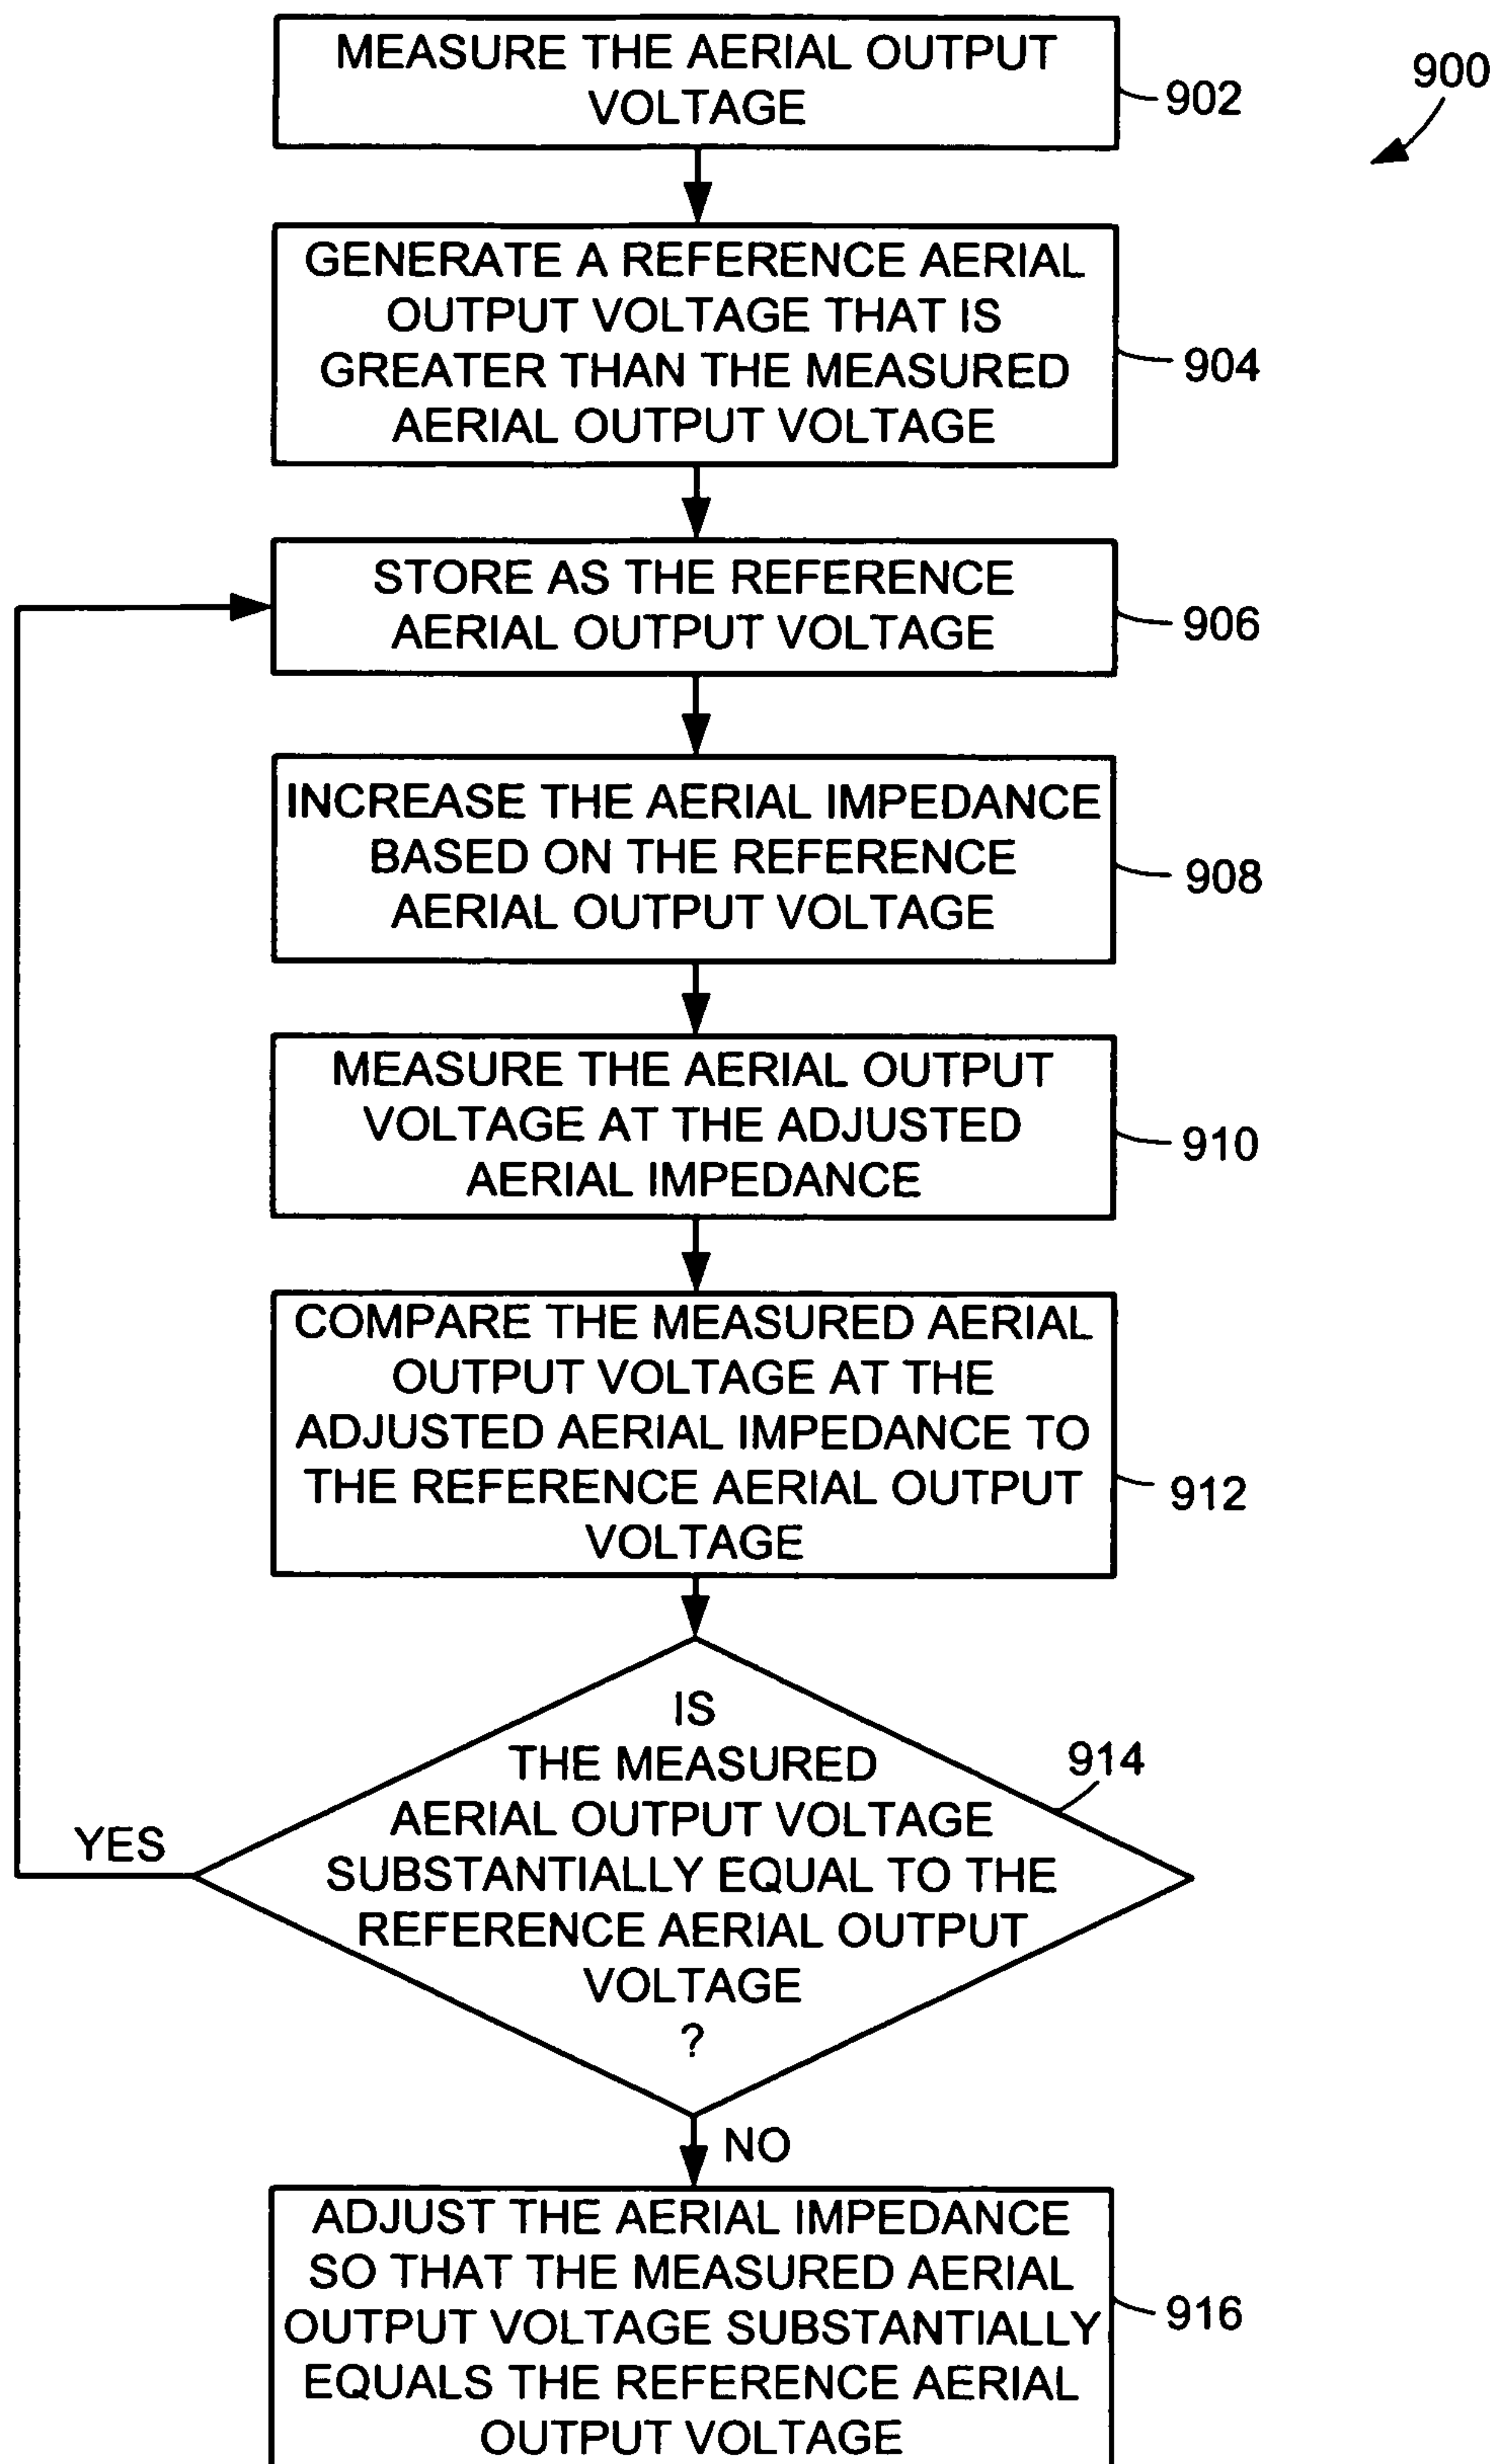 MEASURE THE AERIAL OUTPUT
VOLTAGE
902
900
GENERATE A REFERENCE AERIAL
OUTPUT VOLTAGE THAT IS
GREATER THAN THE MEASURED
AERIAL OUTPUT VOLTAGE
904
STORE AS THE REFERENCE
AERIAL OUTPUT VOLTAGE
906
INCREASE THE AERIAL IMPEDANCE
BASED ON THE REFERENCE
AERIAL OUTPUT VOLTAGE
908
MEASURE THE AERIAL OUTPUT
VOLTAGE AT THE ADJUSTED
AERIAL IMPEDANCE
910
COMPARE THE MEASURED AERIAL
OUTPUT VOLTAGE AT THE
ADJUSTED AERIAL IMPEDANCE TO
THE REFERENCE AERIAL OUTPUT
VOLTAGE
912
IS
THE MEASURED
AERIAL OUTPUT VOLTAGE
SUBSTANTIALLY EQUAL TO THE
REFERENCE AERIAL OUTPUT
VOLTAGE
?
914
YES
NO
ADJUST THE AERIAL IMPEDANCE
SO THAT THE MEASURED AERIAL
OUTPUT VOLTAGE SUBSTANTIALLY
EQUALS THE REFERENCE AERIAL
OUTPUT VOLTAGE
916